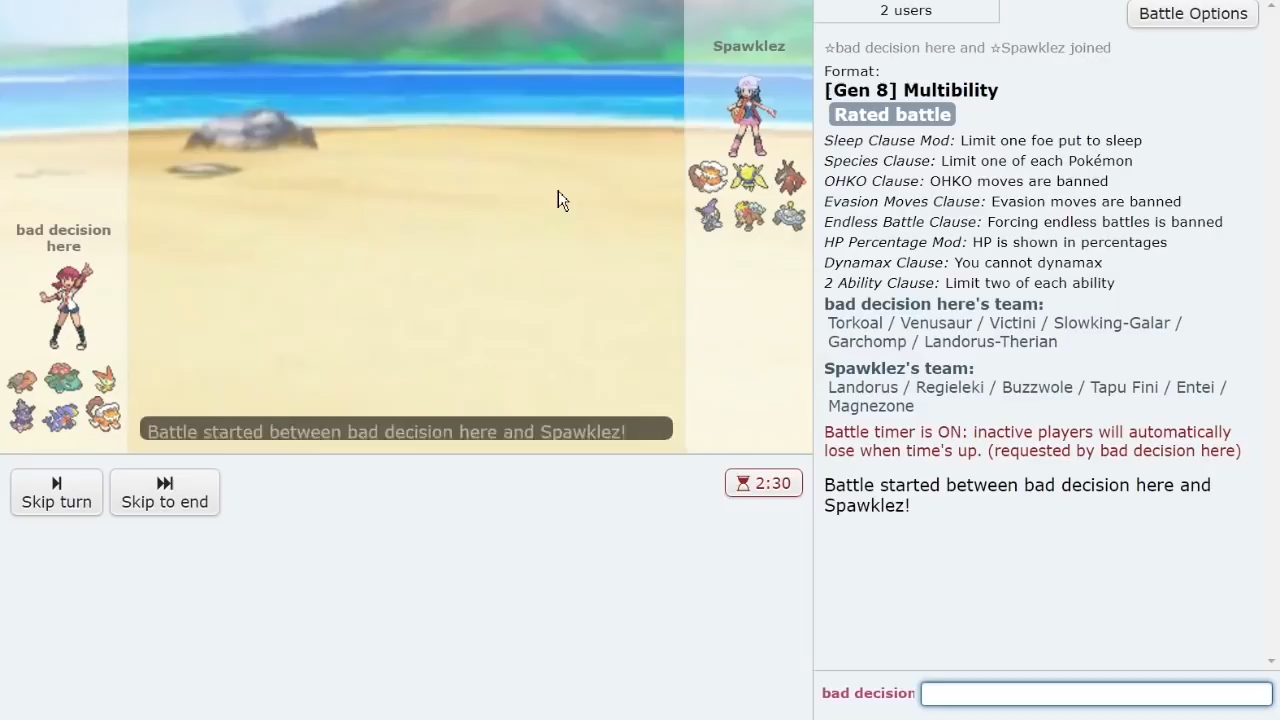 2 users
Battle Options
Spawklez
bad decision
here
Battle started between bad decision here and Spawklez!
Skip turn
Skip to end
2:30
☆bad decision here and ☆Spawklez joined
Format:
[Gen 8] Multibility
Rated battle
Sleep Clause Mod: Limit one foe put to sleep
Species Clause: Limit one of each Pokémon
OHKO Clause: OHKO moves are banned
Evasion Moves Clause: Evasion moves are banned
Endless Battle Clause: Forcing endless battles is banned
HP Percentage Mod: HP is shown in percentages
Dynamax Clause: You cannot dynamax
2 Ability Clause: Limit two of each ability
bad decision here's team:
Torkoal / Venusaur / Victini / Slowking-Galar /
Garchomp / Landorus-Therian
Spawklez's team:
Landorus / Regieleki / Buzzwole / Tapu Fini / Entei /
Magnezone
Battle timer is ON: inactive players will automatically
lose when time's up. (requested by bad decision here)
Battle started between bad decision here and
Spawklez!
bad decision